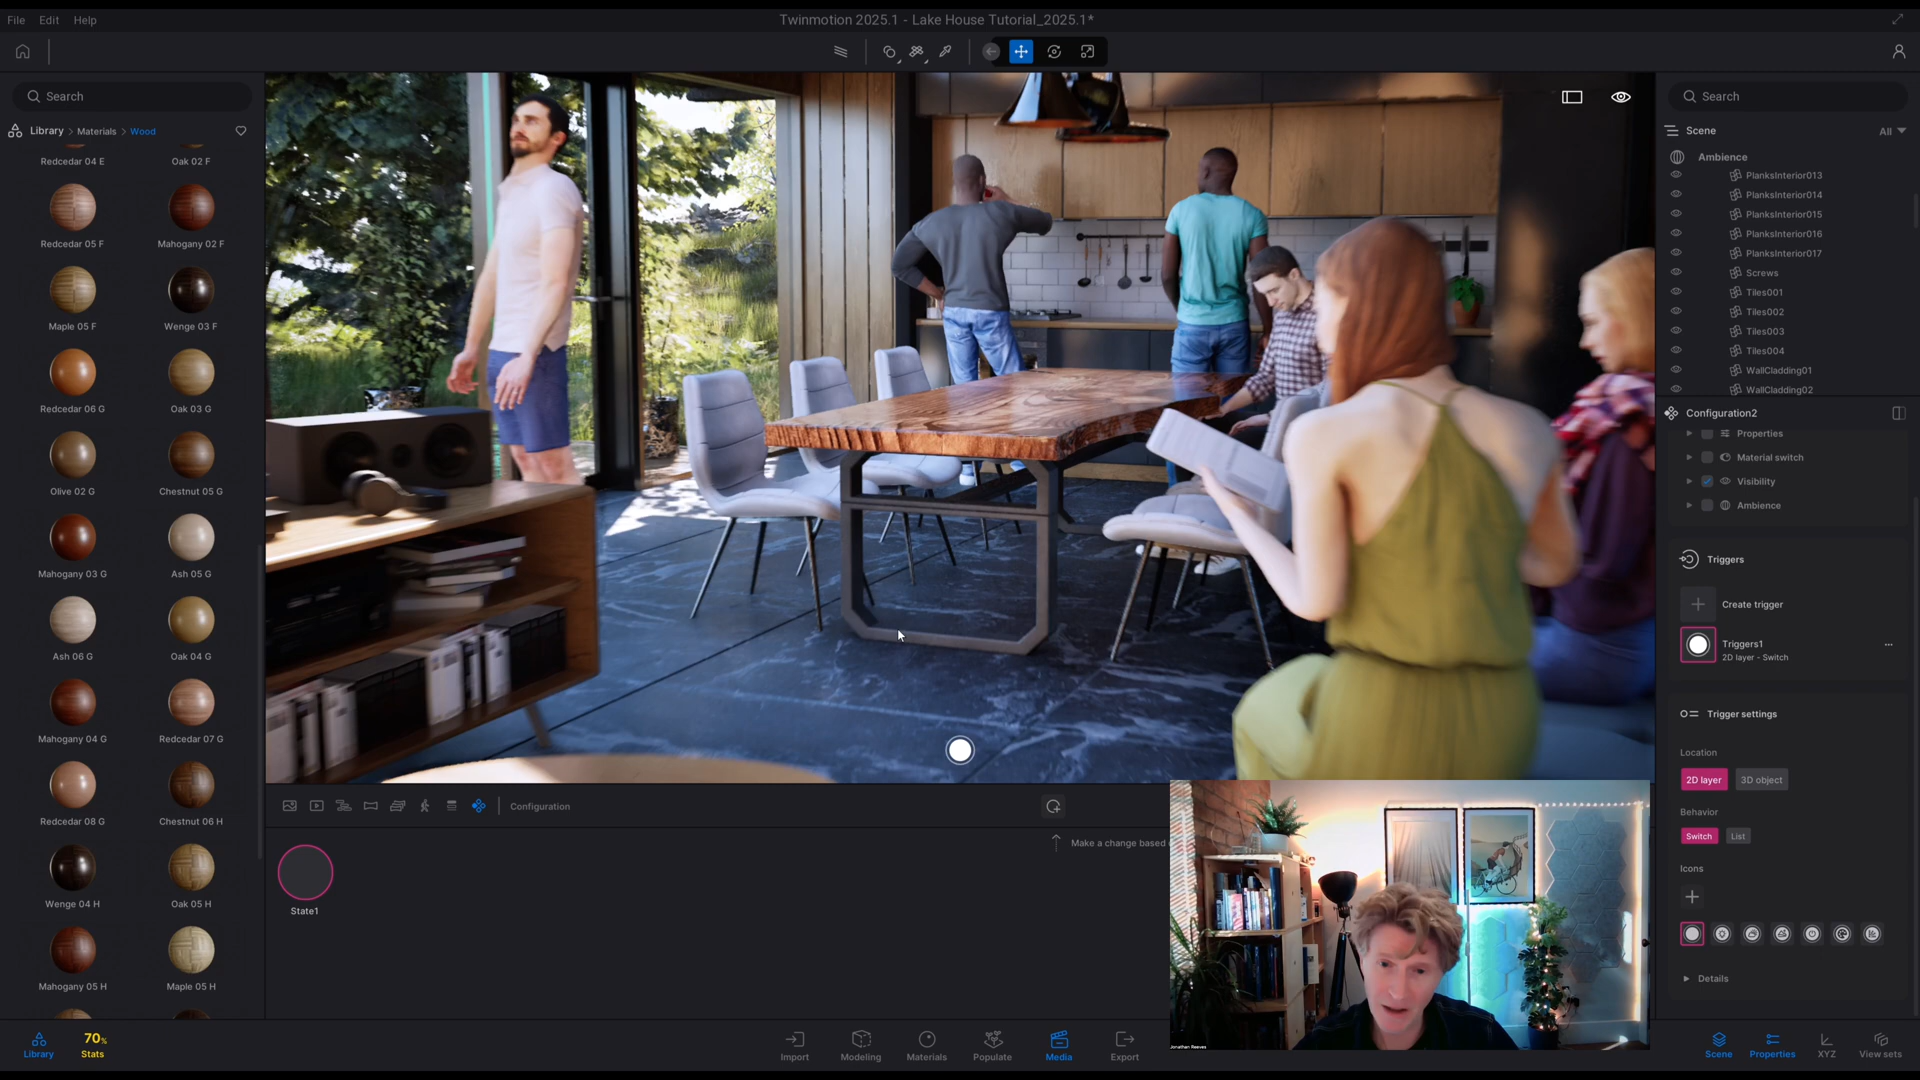 File Edit Help
Twinmotion 2025.1 - Lake House Tutorial_2025.1*
Search
Library > Materials > Wood
Redcedar 04 E
Oak 02 F
Redcedar 05 F
Mahogany 02 F
Maple 05 F
Wenge 03 F
Redcedar 06 G
Oak 03 G
Olive 02 G
Chestnut 05 G
Mahogany 03 G
Ash 05 G
Ash 06 G
Oak 04 G
Mahogany 04 G
Redcedar 07 G
Redcedar 08 G
Chestnut 06 H
Wenge 04 H
Oak 05 H
Mahogany 05 H
Maple 05 H
Library
70%
Stats
Configuration
Make a change based
State1
Import
Modeling
Materials
Populate
Media
Export
Jonathan Reeves
Search
Scene
All
Ambience
PlanksInterior013
PlanksInterior014
PlanksInterior015
PlanksInterior016
PlanksInterior017
Screws
Tiles001
Tiles002
Tiles003
Tiles004
WallCladding01
WallCladding02
Configuration2
Properties
Material switch
Visibility
Ambience
Triggers
Create trigger
Triggers1
2D layer - Switch
Trigger settings
Location
2D layer
3D object
Behavior
Switch
List
Icons
Details
Scene
Properties
XYZ
View sets